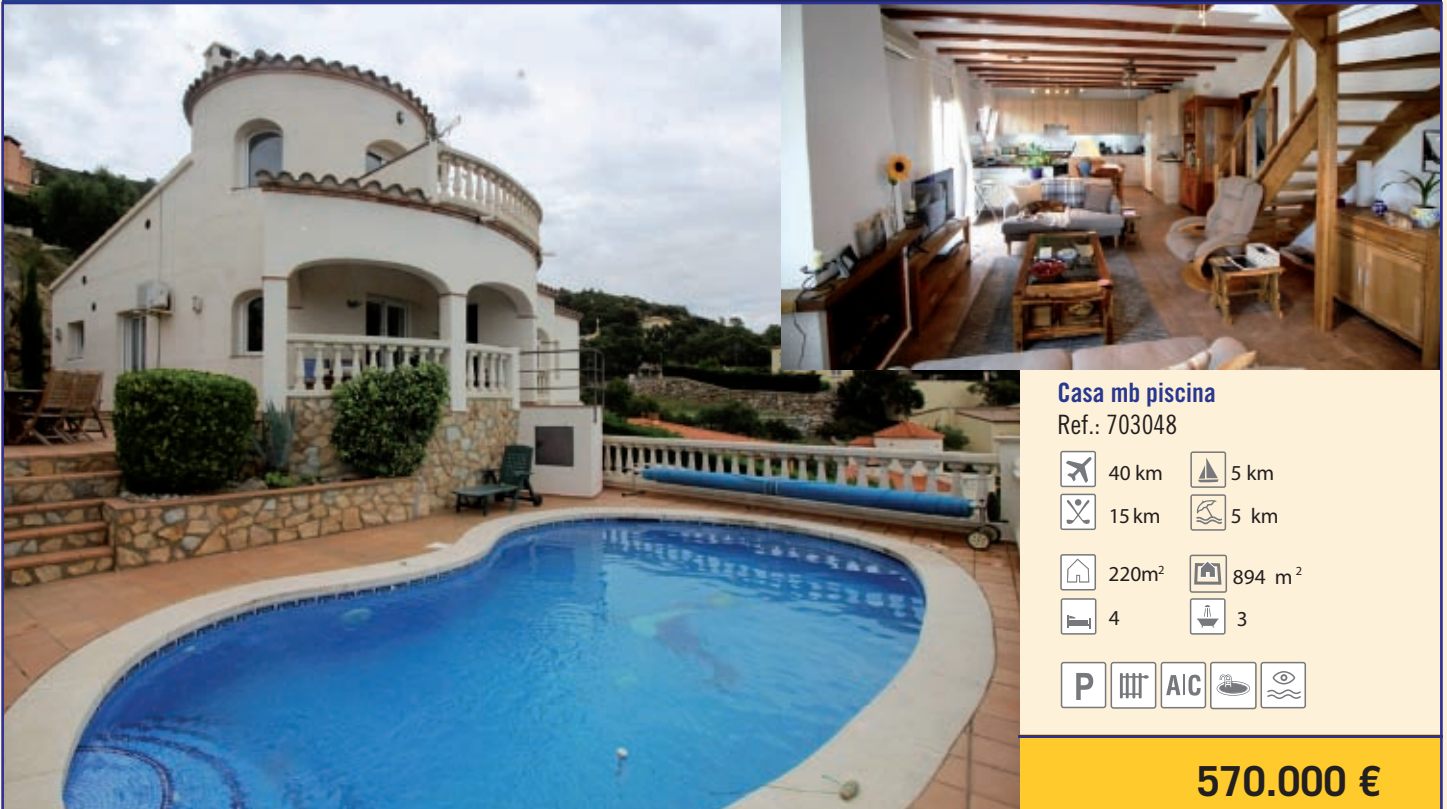 Casa mb piscina
Ref.: 703048
40 km 5 km
15 km 5 km
220m² 894 m²
4 3
P A|C
570.000 €